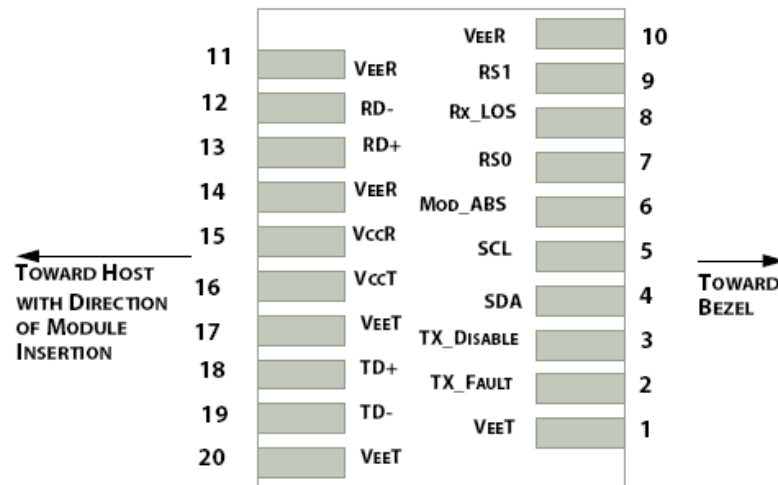 11 VEER
12 RD-
13 RD+
14 VEER
15 VCCR
16 VCCT
17 VEET
18 TD+
19 TD-
20 VEET
VEER 10
RS1 9
RX_LOS 8
RS0 7
MOD_ABS 6
SCL 5
SDA 4
TX_DISABLE 3
TX_FAULT 2
VEET 1
TOWARD HOST
WITH DIRECTION
OF MODULE
INSERTION
TOWARD
BEZEL